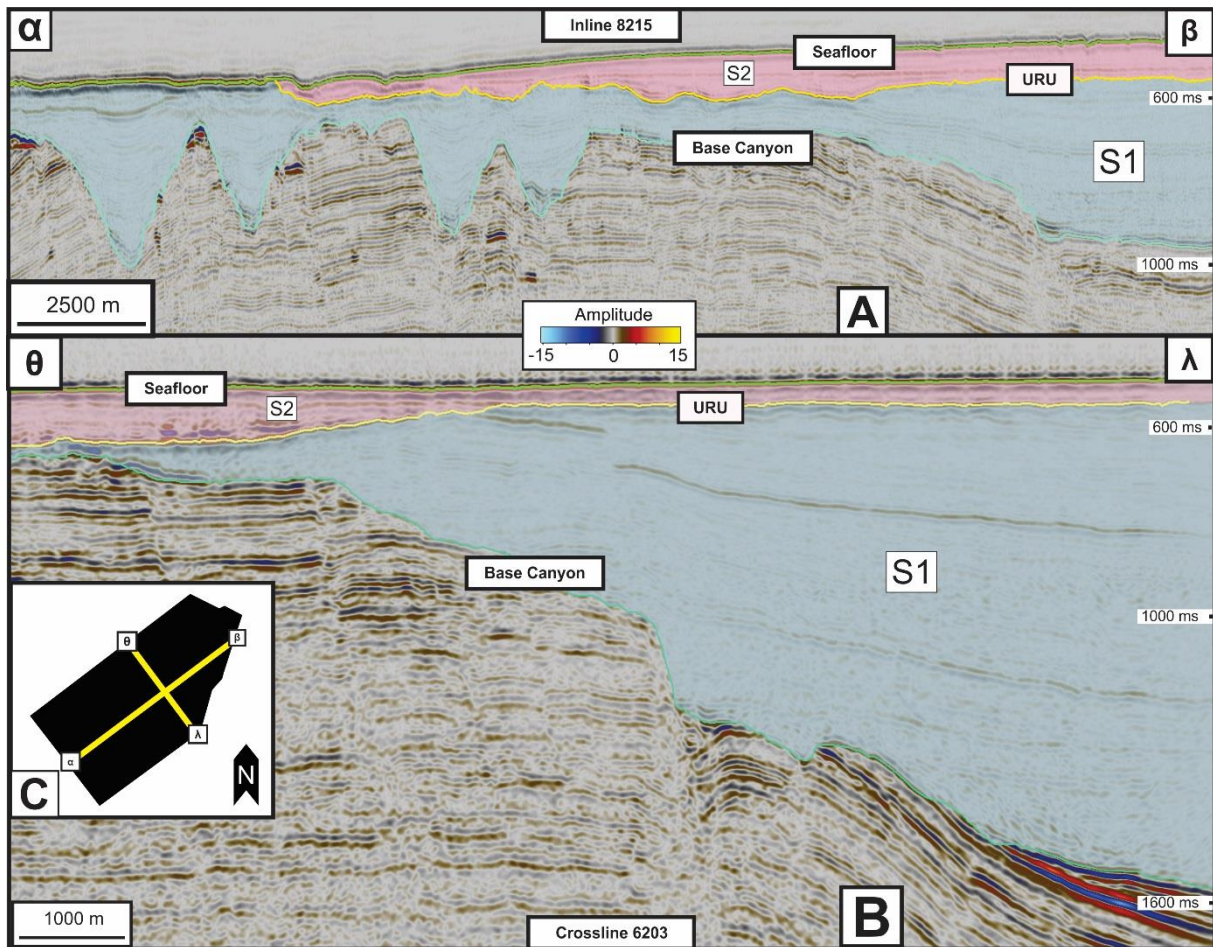 α
Inline 8215
β
Seafloor
S2
URU
600 ms
Base Canyon
S1
1000 ms
2500 m
A
Amplitude
-15 0 15
θ
λ
Seafloor
S2
URU
600 ms
S1
Base Canyon
1000 ms
θ
β
λ
α
N
C
1600 ms
1000 m
B
Crossline 6203